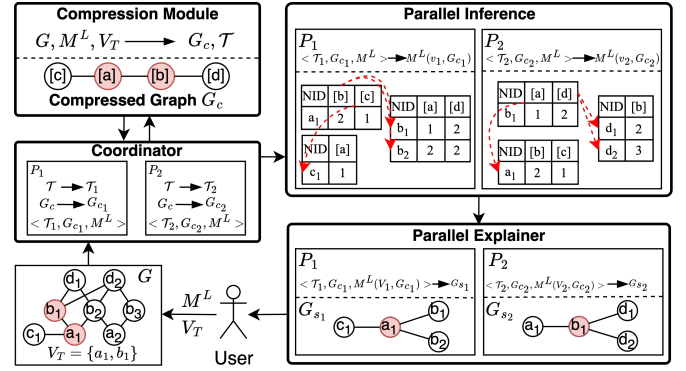 Compression Module
G, M^L, V_T → G_c, 𝒯
[c] [a] [b] [d]
Compressed Graph G_c
Coordinator
P_1
𝒯 → 𝒯_1
G_c → G_{c_1}
< 𝒯_1, G_{c_1}, M^L >
P_2
𝒯 → 𝒯_2
G_c → G_{c_2}
< 𝒯_2, G_{c_2}, M^L >
Parallel Inference
P_1
< 𝒯_1, G_{c_1}, M^L > → M^L(v_1, G_{c_1})
NID [b] [c]
a_1 2 1
NID [a] [d]
b_1 1 2
b_2 2 2
NID [a]
c_1 1
P_2
< 𝒯_2, G_{c_2}, M^L > → M^L(v_2, G_{c_2})
NID [a] [d]
b_1 1 2
NID [b]
d_1 2
d_2 3
NID [b] [c]
a_1 2 1
Parallel Explainer
P_1
< 𝒯_1, G_{c_1}, M^L(V_1, G_{c_1}) > → G_{s_1}
G_{s_1}
c_1 a_1 b_1 b_2
P_2
< 𝒯_2, G_{c_2}, M^L(V_2, G_{c_2}) > → G_{s_2}
G_{s_2}
a_1 b_1 d_1 d_2
G
d_1 d_2
b_1 b_2 b_3
c_1 a_1 a_2
V_T = {a_1, b_1}
M^L
V_T
User